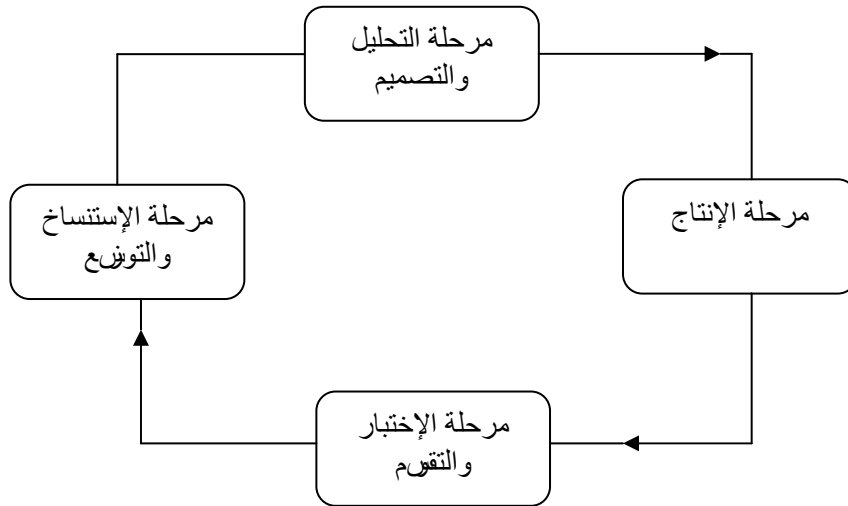 مرحلة التحليل
والتصميم
مرحلة الإنتاج
مرحلة الإختبار
والتقويم
مرحلة الإستنساخ
والتوزيع